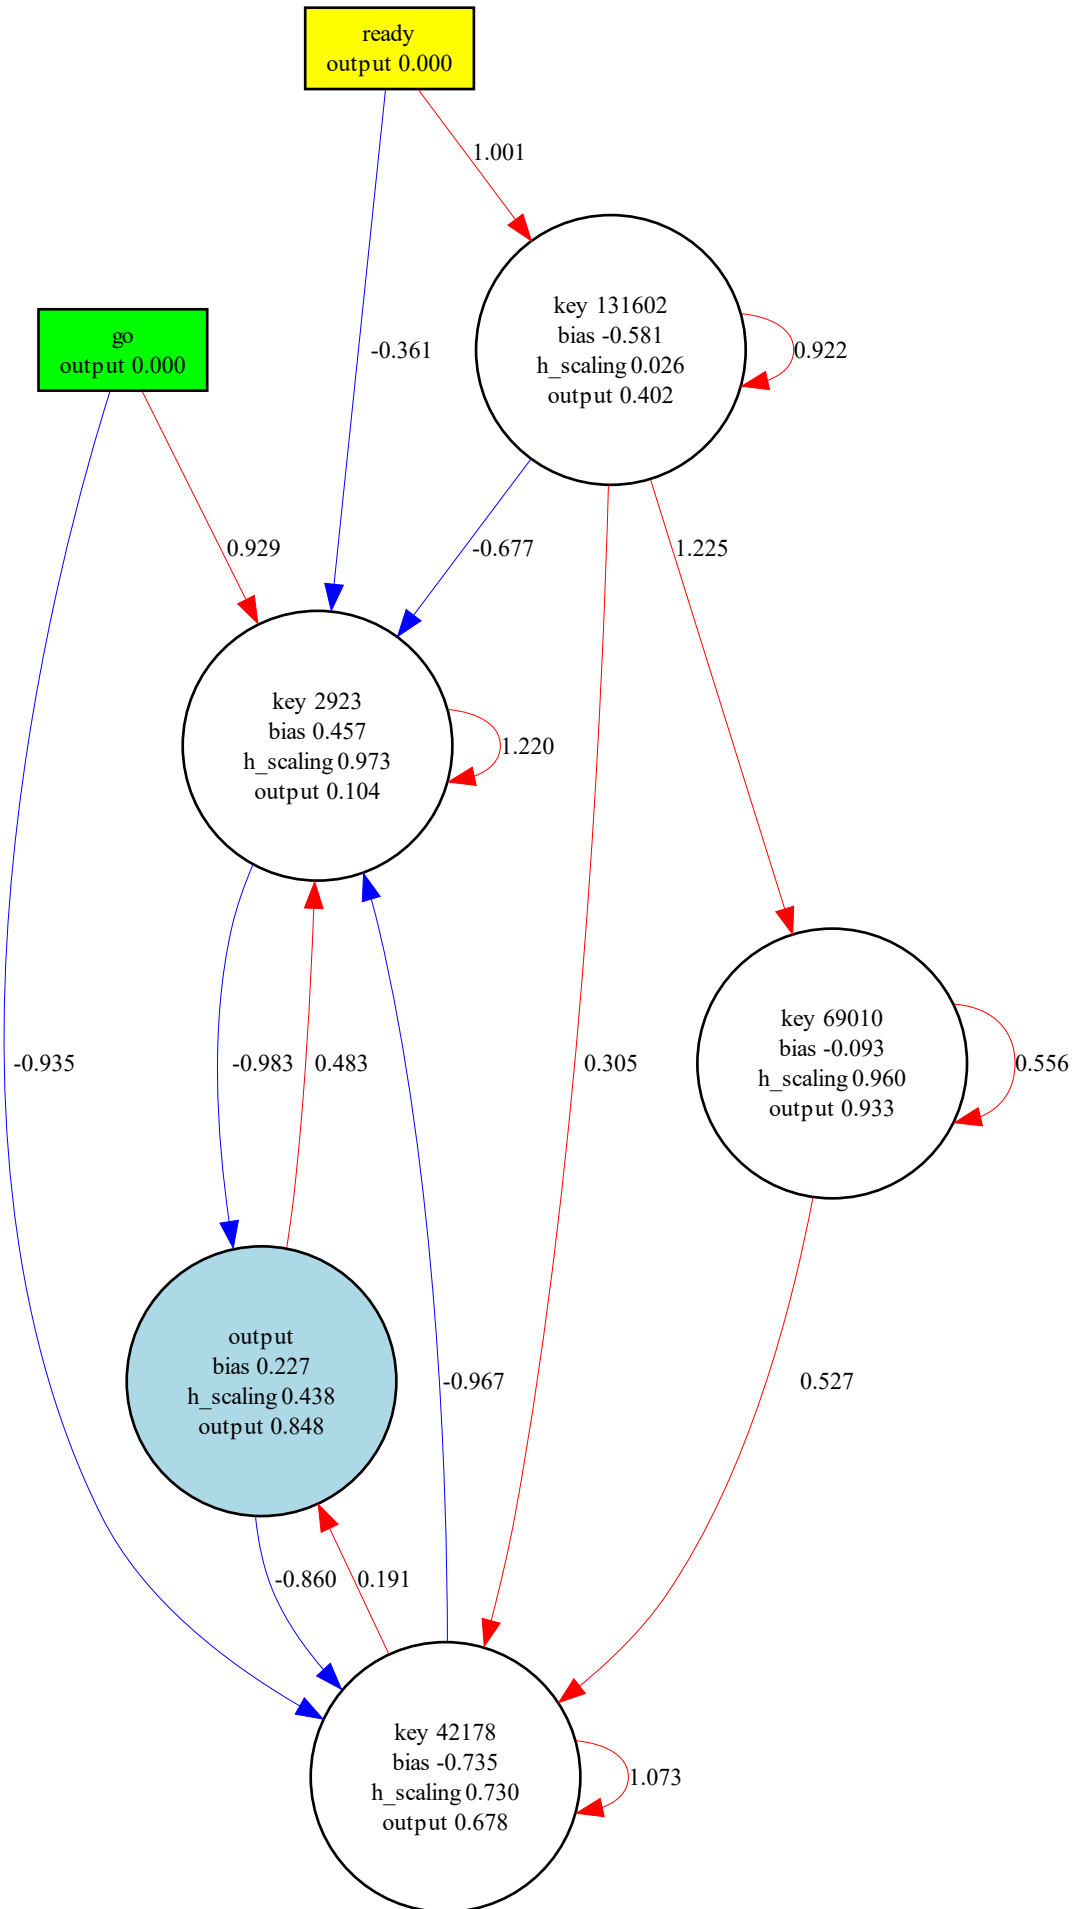 ready
output 0.000
1.001
key 131602
bias -0.581
h_scaling 0.026
output 0.402
0.922
go
output 0.000
-0.361
0.929
-0.677
1.225
key 2923
bias 0.457
h_scaling 0.973
output 0.104
1.220
key 69010
bias -0.093
h_scaling 0.960
output 0.933
0.556
-0.935
-0.983
0.483
0.305
output
bias 0.227
h_scaling 0.438
output 0.848
-0.967
0.527
-0.860
0.191
key 42178
bias -0.735
h_scaling 0.730
output 0.678
1.073